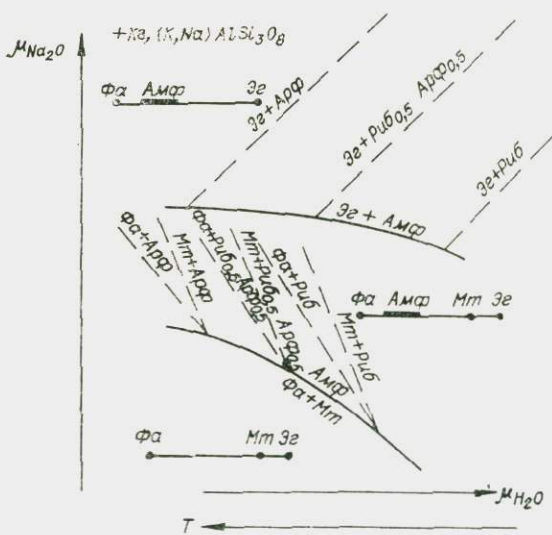 μNa₂O
+Кв, (K,Na)AlSi₃O₈
Фа Амф Эг
Эг+Арф
Эг+Риб₀,₅ Арф₀,₅
Эг+Риб
Эг + Амф
Фа+Арф
Мт+Арф
Фа+Риб₀,₅ Арф₀,₅
Мт+Риб₀,₅ Арф₀,₅
Фа+Риб
Мт+Риб
Фа Амф Мт Эг
Амф
Фа+Мт
Фа Мт Эг
μH₂O
T